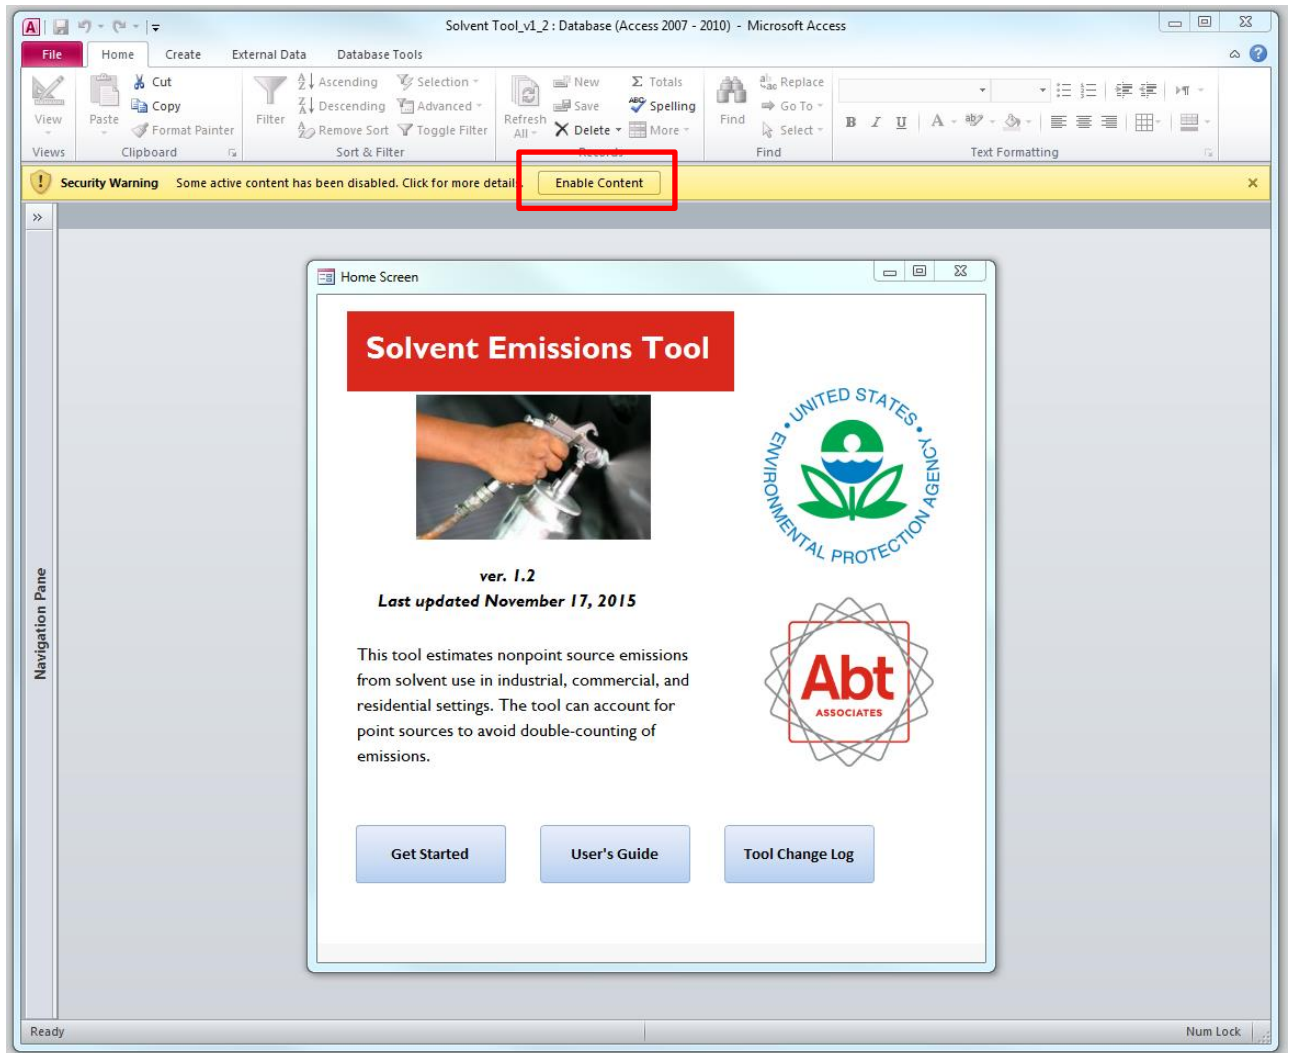 Solvent Tool_v1_2 : Database (Access 2007 - 2010) - Microsoft Access
File Home Create External Data Database Tools
View
Views
Paste
Cut
Copy
Format Painter
Clipboard
Filter
Ascending
Descending
Remove Sort
Selection
Advanced
Toggle Filter
Sort & Filter
Refresh
All
New
Save
Delete
Totals
Spelling
More
Records
Find
Replace
Go To
Select
Find
B I U A
Text Formatting
Security Warning Some active content has been disabled. Click for more details. Enable Content
Navigation Pane
Home Screen
Solvent Emissions Tool
UNITED STATES
ENVIRONMENTAL PROTECTION AGENCY
ver. 1.2
Last updated November 17, 2015
Abt
ASSOCIATES
This tool estimates nonpoint source emissions
from solvent use in industrial, commercial, and
residential settings. The tool can account for
point sources to avoid double-counting of
emissions.
Get Started User's Guide Tool Change Log
Ready Num Lock